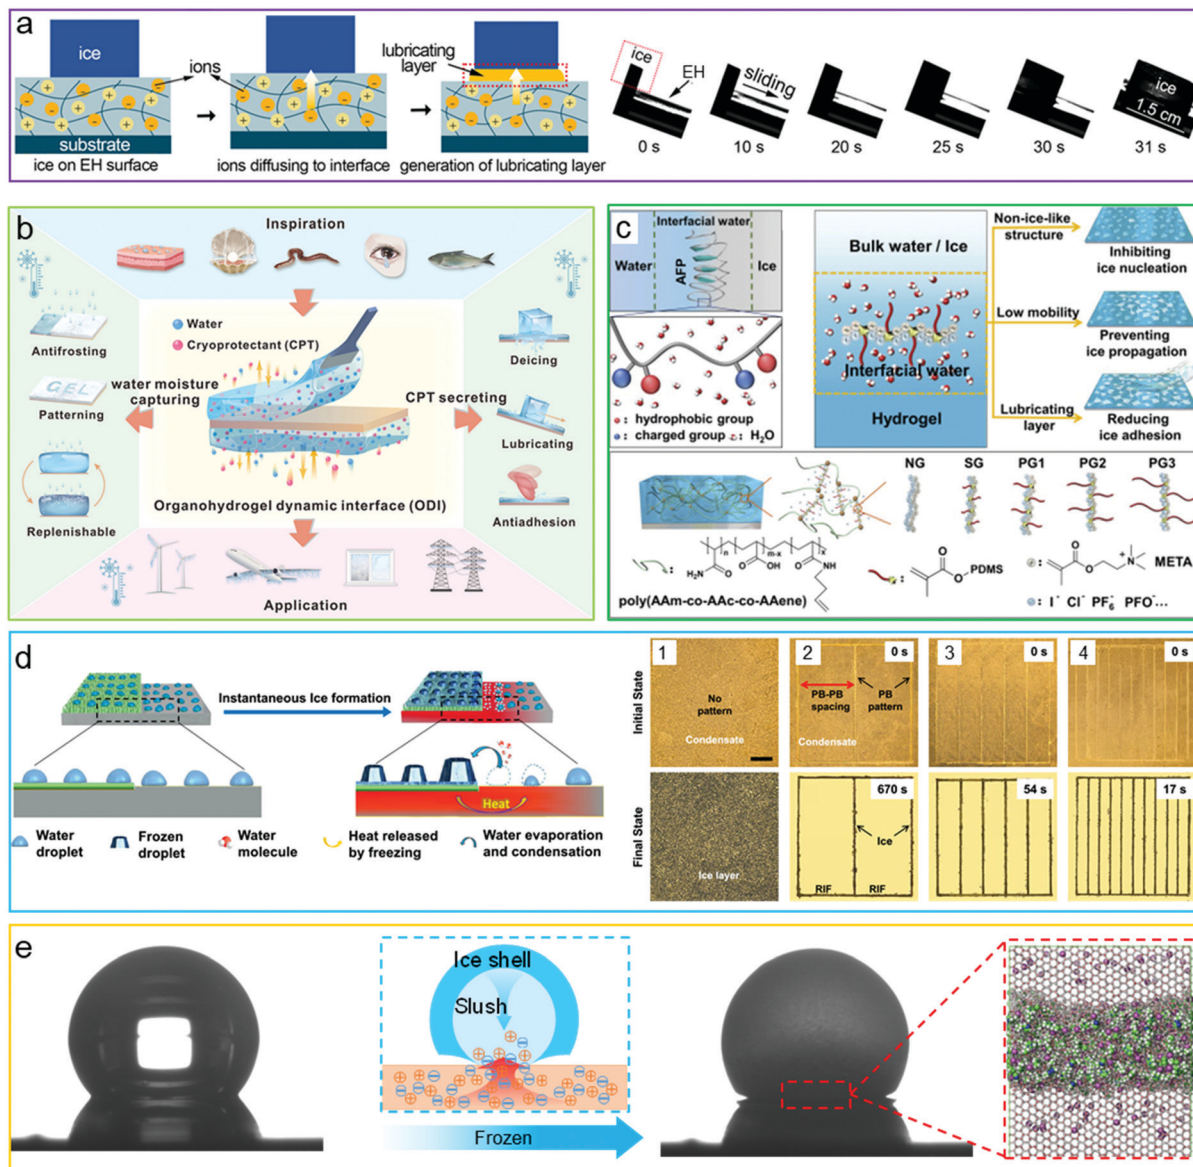 a
ice
ions
lubricating
layer
substrate
ice on EH surface
ions diffusing to interface
generation of lubricating layer
ice
EH
sliding
ice
1.5 cm
0 s
10 s
20 s
25 s
30 s
31 s
b
Inspiration
Water
Cryoprotectant (CPT)
Antifrosting
Patterning
GEL
Replenishable
water moisture
capturing
CPT secreting
Deicing
Lubricating
Antiadhesion
Organohydrogel dynamic interface (ODI)
Application
c
Interfacial water
Water
AFP
Ice
: hydrophobic group
: charged group
: H₂O
Bulk water / Ice
Interfacial water
Hydrogel
Non-ice-like
structure
Inhibiting
ice nucleation
Low mobility
Preventing
ice propagation
Lubricating
layer
Reducing
ice adhesion
NG
SG
PG1
PG2
PG3
n
m-x
x
H₂N
O
OH
O
NH
poly(AAm-co-AAc-co-AAene)
:
O
O
PDMS
:
O
O
N
+
META
: I⁻ Cl⁻ PF₆⁻ PFO⁻...
d
Instantaneous Ice formation
Heat
Water
droplet
Frozen
droplet
Water
molecule
Heat released
by freezing
Water evaporation
and condensation
Initial State
Final State
1
No
pattern
Condensate
Ice layer
2
0 s
PB-PB
spacing
PB
pattern
Condensate
670 s
Ice
RIF
RIF
3
0 s
54 s
4
0 s
17 s
e
Ice shell
Slush
Frozen